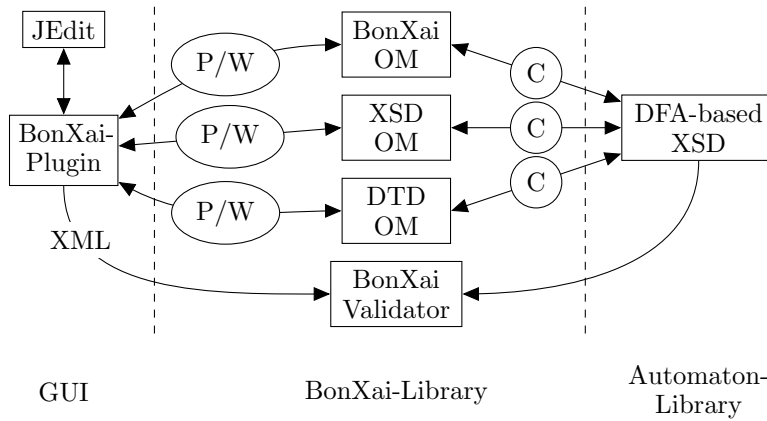 JEdit
BonXai-
Plugin
XML
P/W
P/W
P/W
BonXai
OM
XSD
OM
DTD
OM
BonXai
Validator
C
C
C
DFA-based
XSD
GUI
BonXai-Library
Automaton-
Library